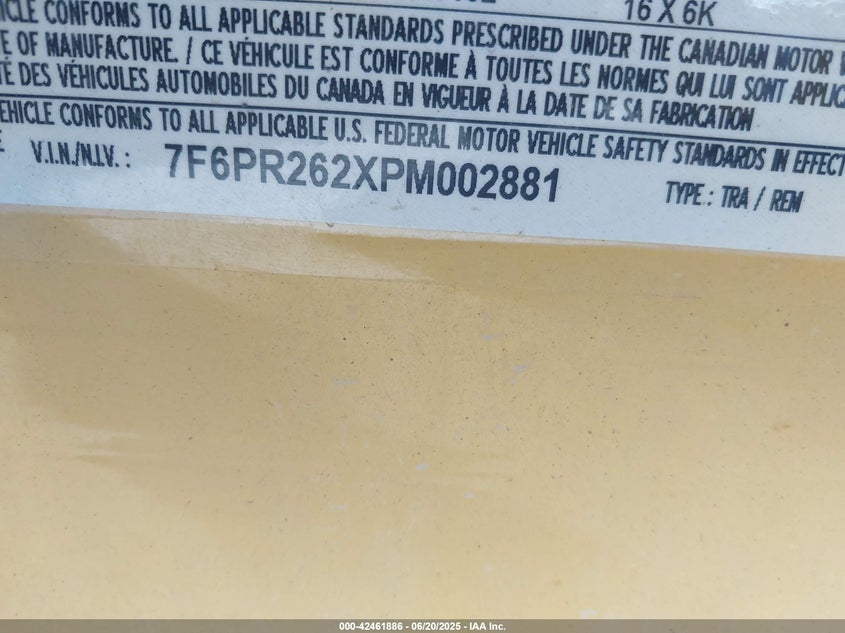 16 X 6K
CONFORMS TO ALL APPLICABLE STANDARDS PRESCRIBED UNDER THE CANADIAN MOTOR
E OF MANUFACTURE. / CE VÉHICULE EST CONFORME À TOUTES LES NORMES QUI LUI SONT
DES VÉHICULES AUTOMOBILES DU CANADA EN VIGUEUR À LA DATE DE SA FABRICATION
EHICLE CONFORMS TO ALL APPLICABLE U.S. FEDERAL MOTOR VEHICLE SAFETY STANDARDS IN EFFECT
V.I.N./N.I.V.: 7F6PR262XPM002881 TYPE.: TRA / REM
000-42461886 - 06/20/2025 - IAA Inc.